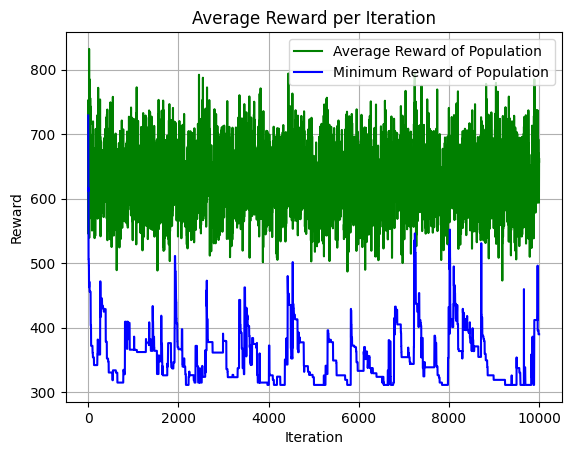 Average Reward per Iteration
Average Reward of Population
Minimum Reward of Population
Reward
800
700
600
500
400
300
0 2000 4000 6000 8000 10000
Iteration